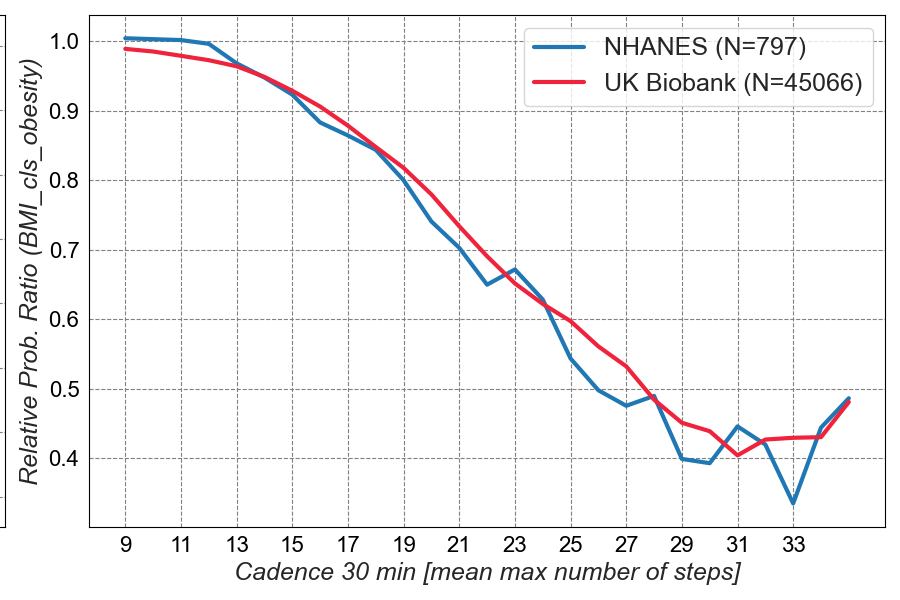 NHANES (N=797)
UK Biobank (N=45066)
Relative Prob. Ratio (BMI_cls_obesity)
1.0
0.9
0.8
0.7
0.6
0.5
0.4
9 11 13 15 17 19 21 23 25 27 29 31 33
Cadence 30 min [mean max number of steps]